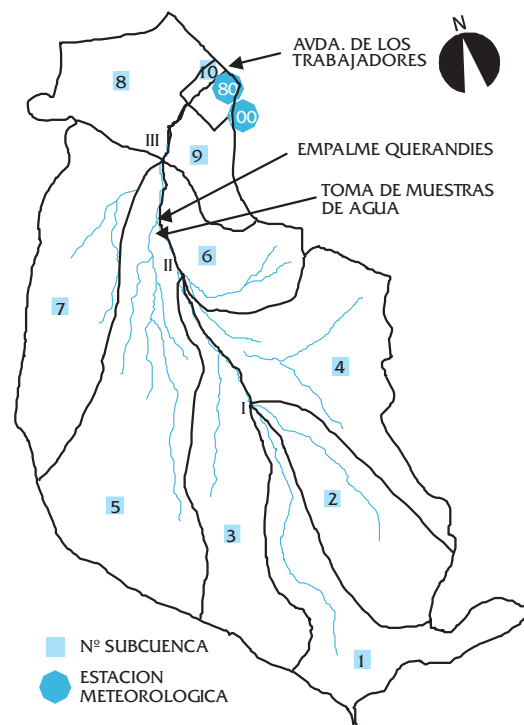 N
AVDA. DE LOS
TRABAJADORES
10
8
80
00
III
9
EMPALME QUERANDIES
TOMA DE MUESTRAS
DE AGUA
6
II
7
4
I
2
5
3
Nº SUBCUENCA
1
ESTACION
METEOROLOGICA